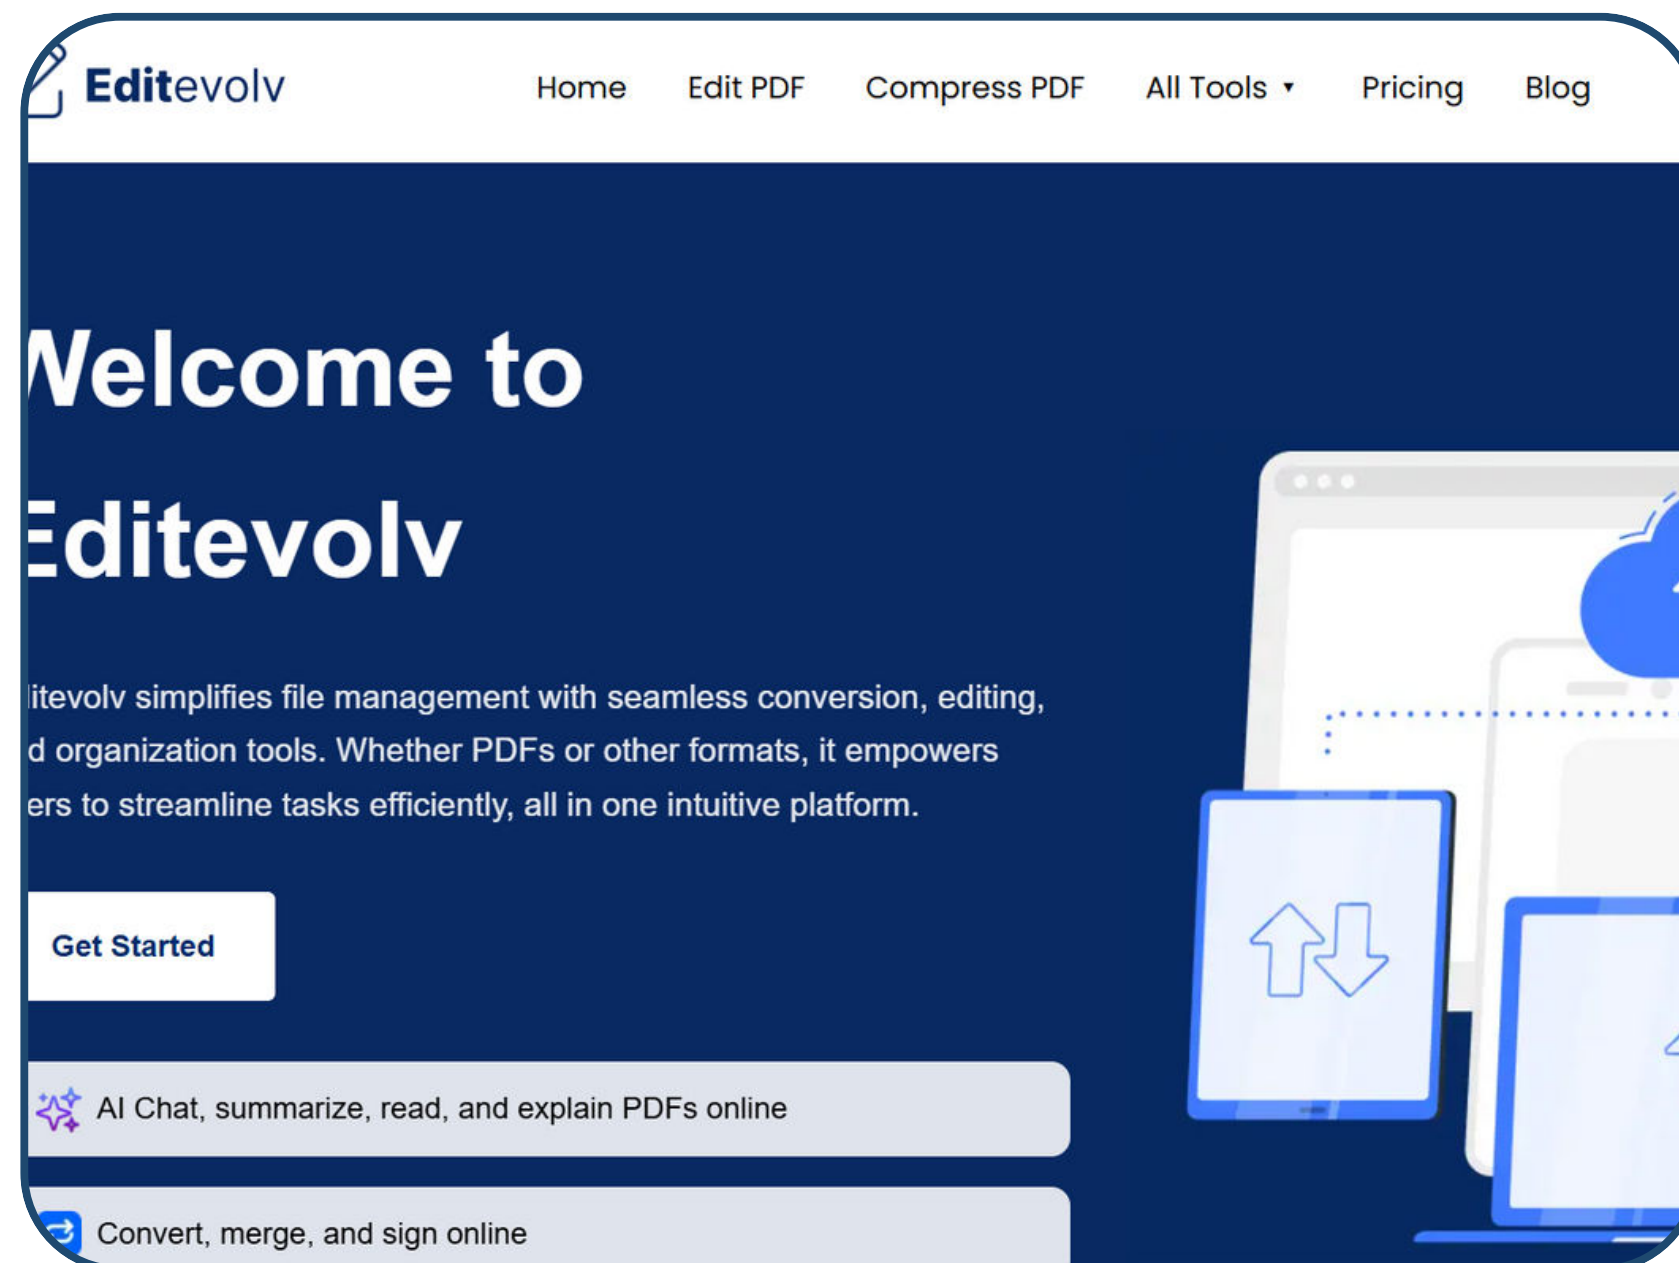 Editevolv
Home Edit PDF Compress PDF All Tools ▾ Pricing Blog
Welcome to
Editevolv
litevolv simplifies file management with seamless conversion, editing,
d organization tools. Whether PDFs or other formats, it empowers
ers to streamline tasks efficiently, all in one intuitive platform.
Get Started
AI Chat, summarize, read, and explain PDFs online
Convert, merge, and sign online